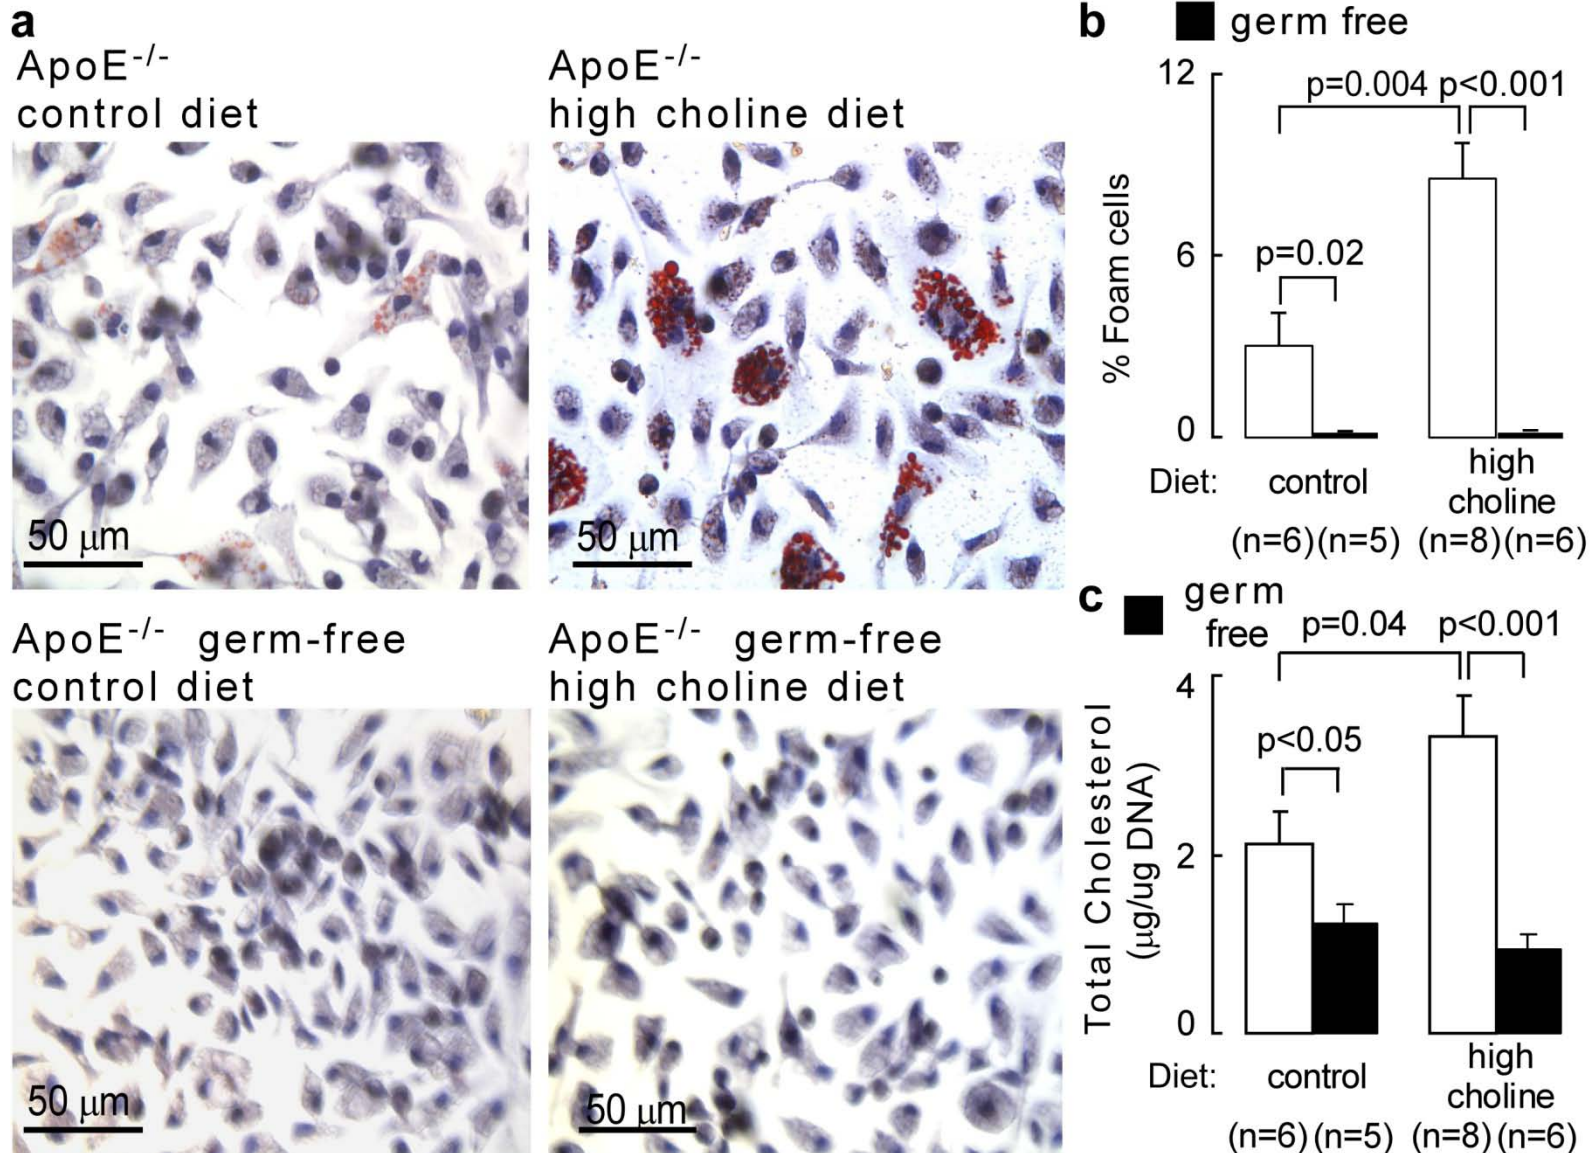 a
ApoE-/-
control diet
ApoE-/-
high choline diet
50 μm
50 μm
ApoE-/- germ-free
control diet
ApoE-/- germ-free
high choline diet
50 μm
50 μm
b
germ free
12
6
0
% Foam cells
p=0.004 p<0.001
p=0.02
Diet: control
high
choline
(n=6)(n=5) (n=8)(n=6)
c
germ
free
p=0.04 p<0.001
p<0.05
4
2
0
Total Cholesterol
(μg/ug DNA)
Diet: control
high
choline
(n=6)(n=5) (n=8)(n=6)